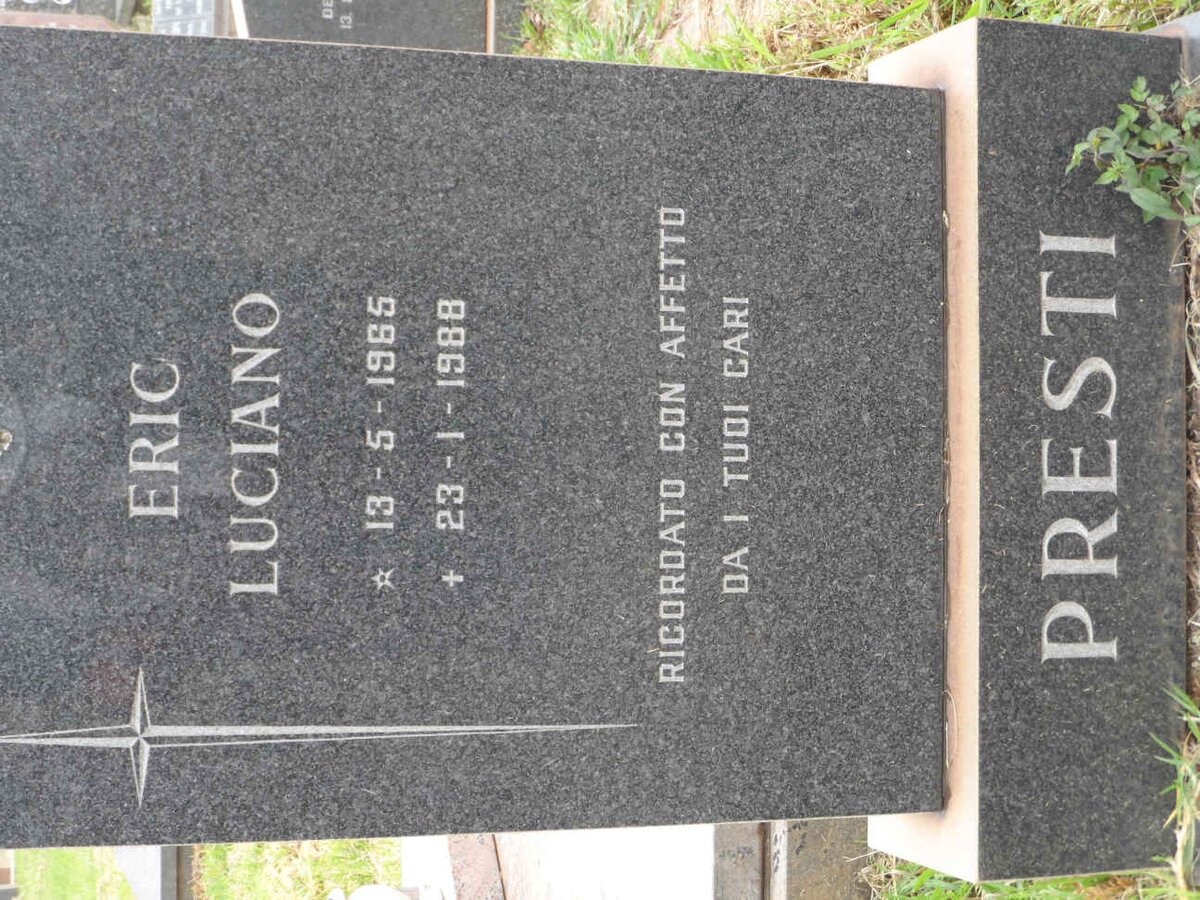 ERIC
LUCIANO
13-5-1965
23-1-1988
RICORDATO CON AFFETTO
DA I TUOI CARI
PRESTI